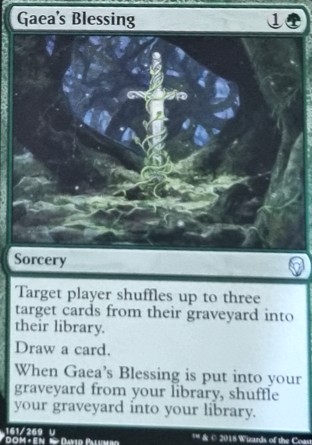 Gaea's Blessing 1
Sorcery
Target player shuffles up to three
target cards from their graveyard into
their library.
Draw a card.
When Gaea's Blessing is put into your
graveyard from your library, shuffle
your graveyard into your library.
161/269 U
DOM • EN DAVID PALUMBO
™ & © 2018 Wizards of the Coast